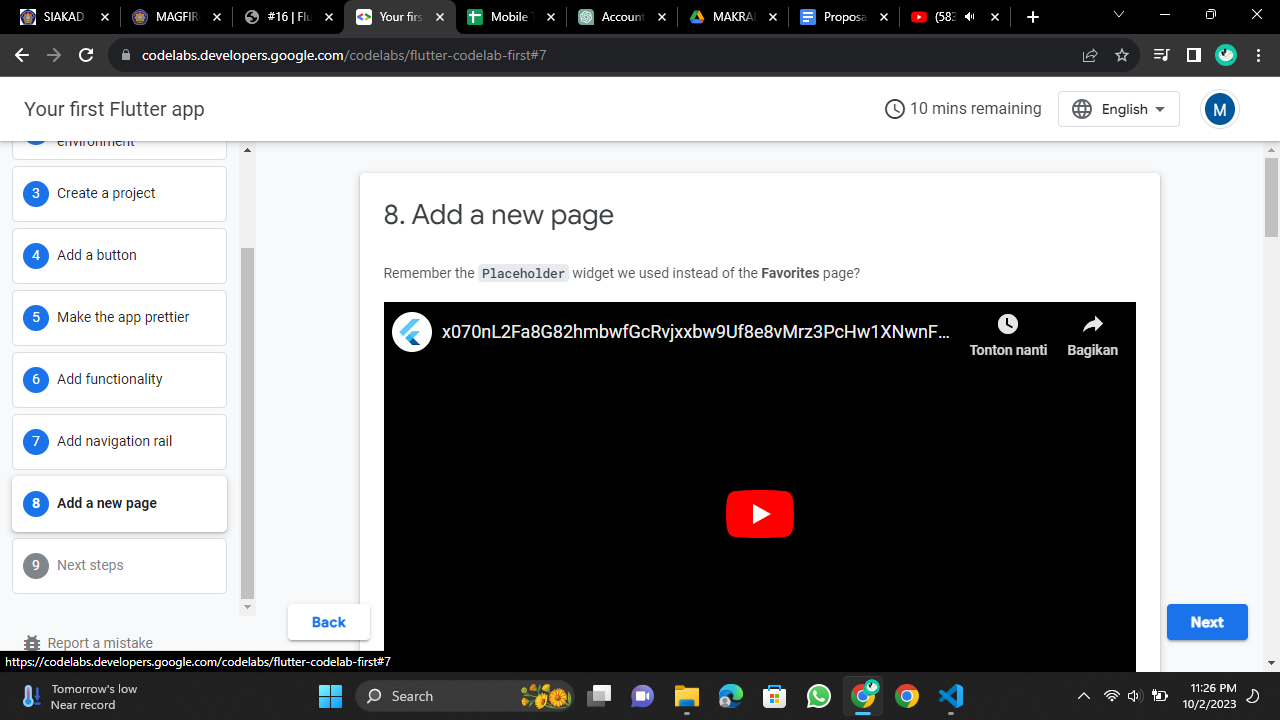 SIAKAD
MAGFIR
#16 | Flu
Your firs
Mobile T
Account
MAKRAI
Proposa
(583
codelabs.developers.google.com/codelabs/flutter-codelab-first#7
Your first Flutter app
10 mins remaining
English
M
environment
3 Create a project
4 Add a button
5 Make the app prettier
6 Add functionality
7 Add navigation rail
8 Add a new page
9 Next steps
Report a mistake
8. Add a new page
Remember the Placeholder widget we used instead of the Favorites page?
x070nL2Fa8G82hmbwfGcRvjxxbw9Uf8e8vMrz3PcHw1XNwnF...
Tonton nanti
Bagikan
Back
Next
https://codelabs.developers.google.com/codelabs/flutter-codelab-first#7
Tomorrow's low
Near record
Search
11:26 PM
10/2/2023